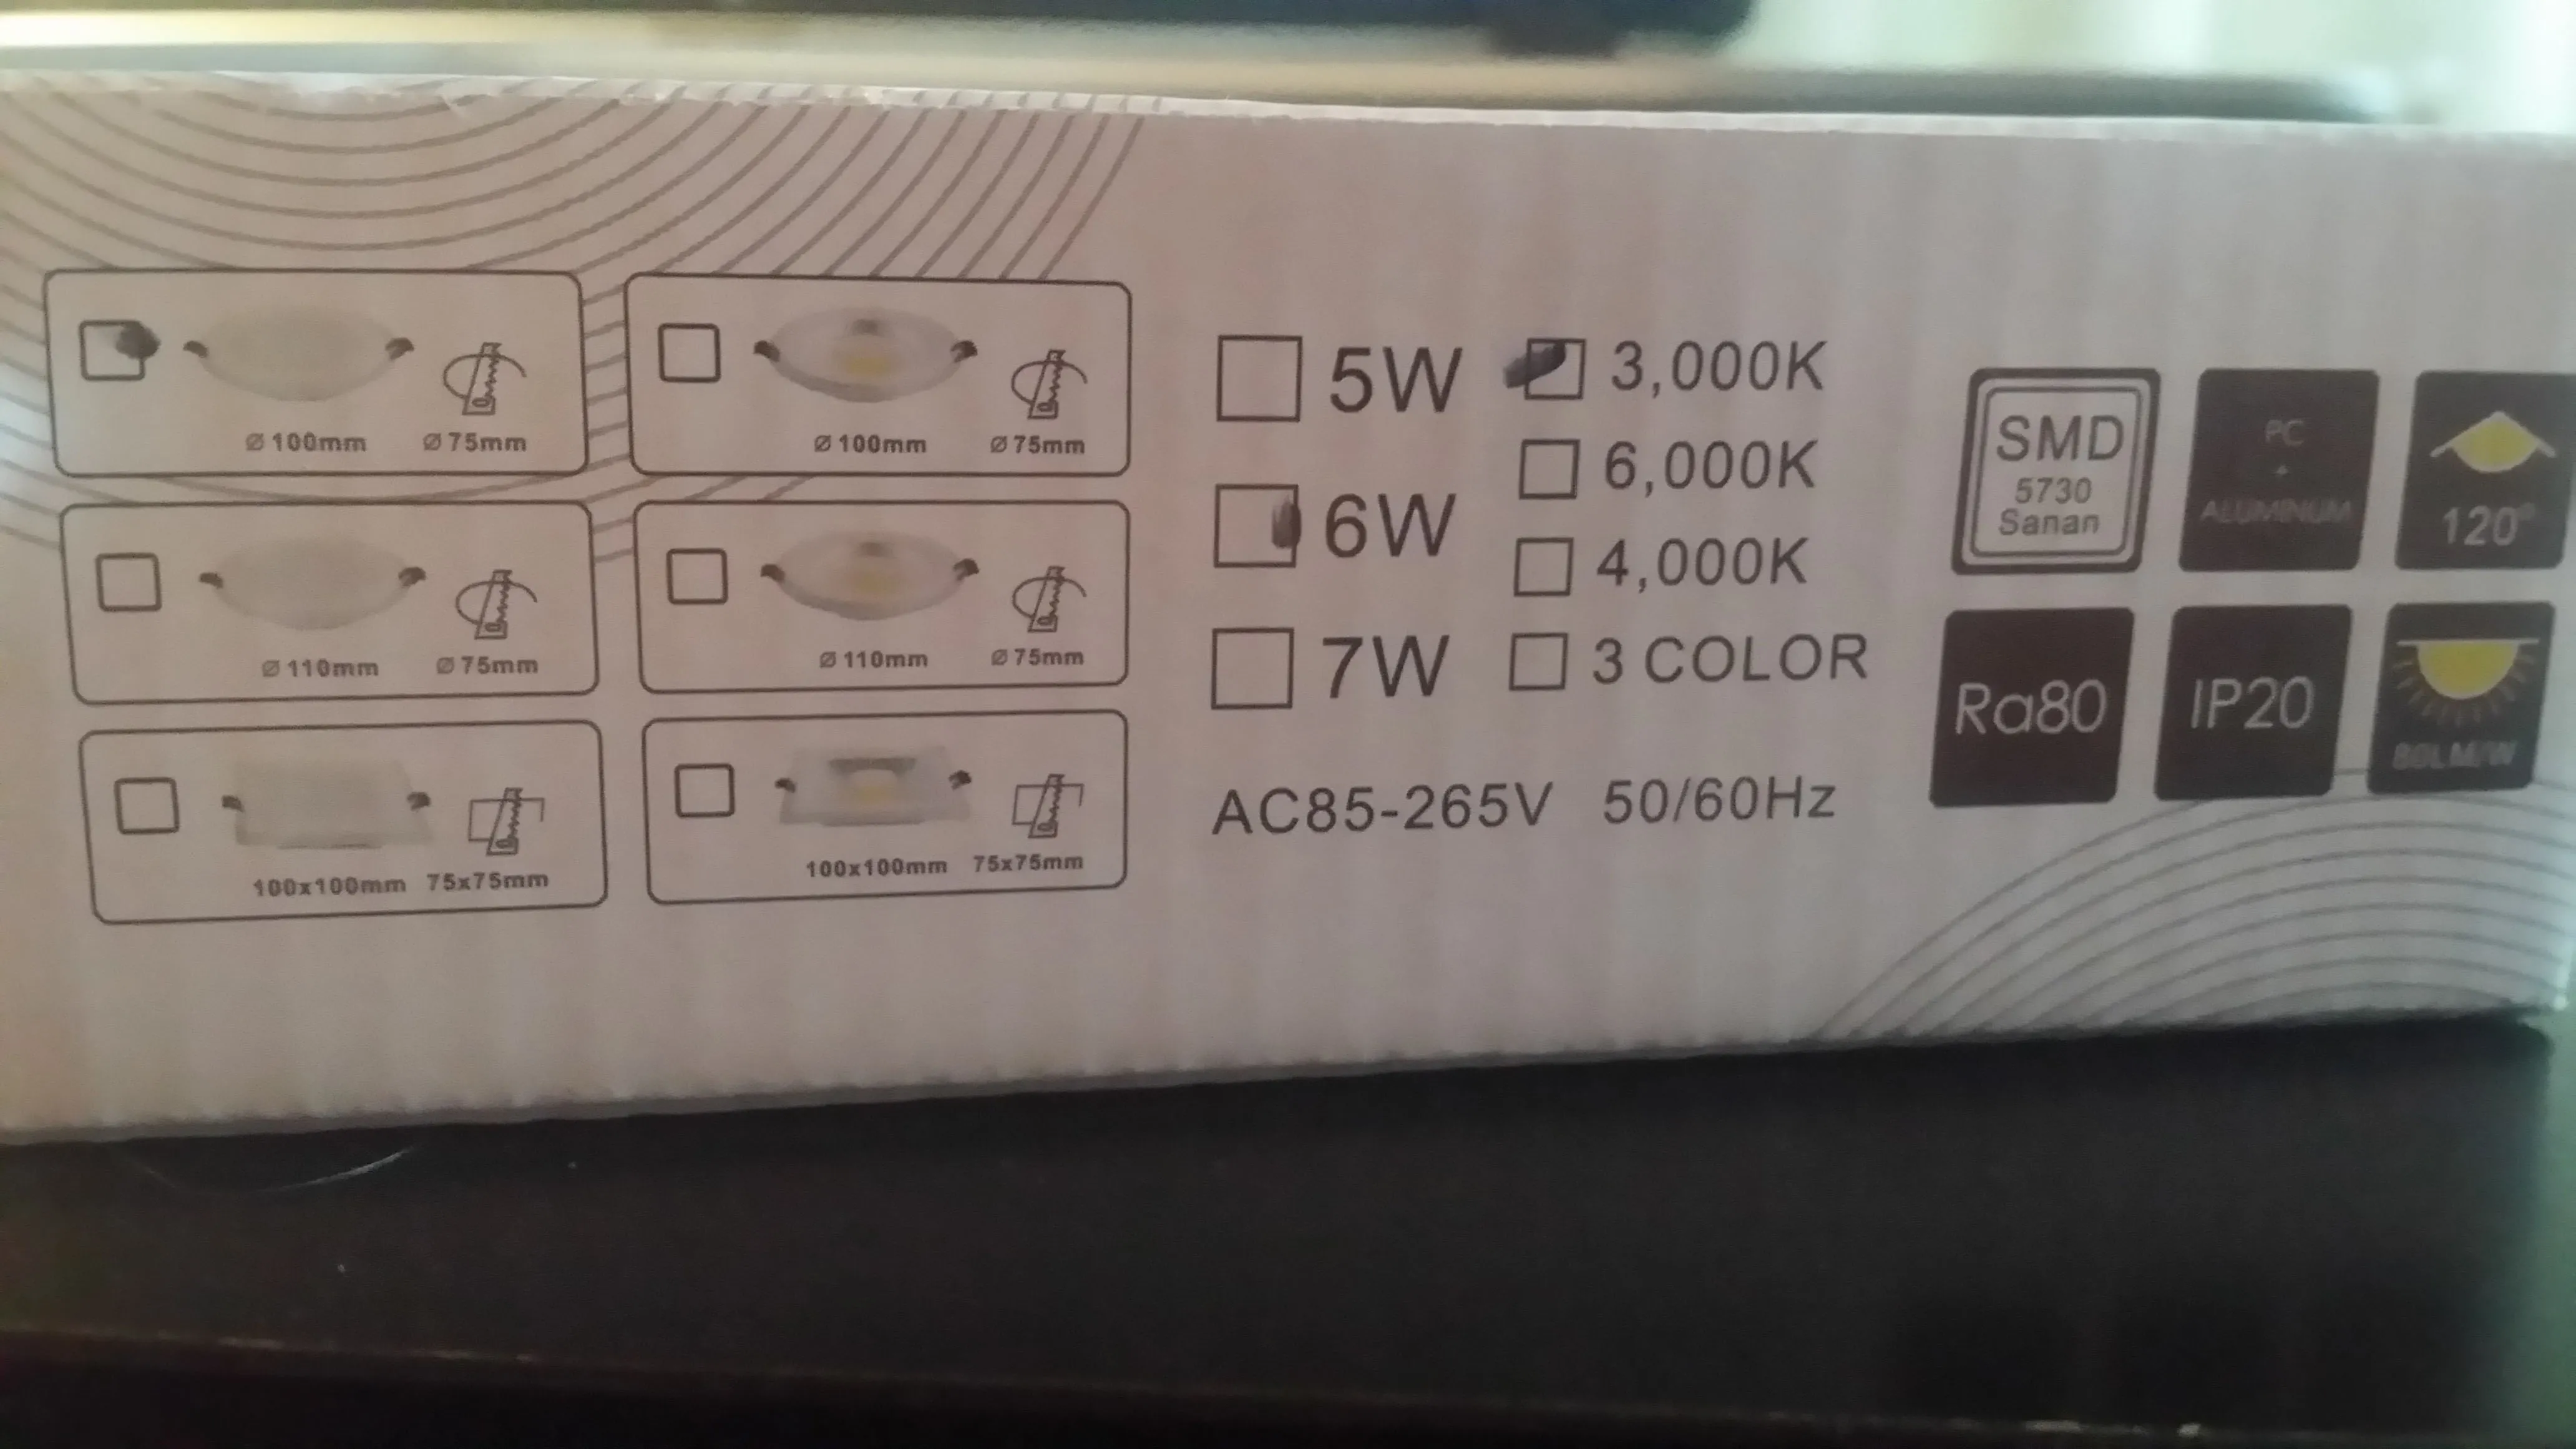 Ø100mm Ø75mm
Ø100mm Ø75mm
Ø110mm Ø75mm
Ø110mm Ø75mm
100x100mm 75x75mm
100x100mm 75x75mm
5W
6W
7W
3,000K
6,000K
4,000K
3 COLOR
AC85-265V 50/60Hz
SMD
5730
Sanan
PC
+
ALUMINUM
120°
Ra80
IP20
80LM/W